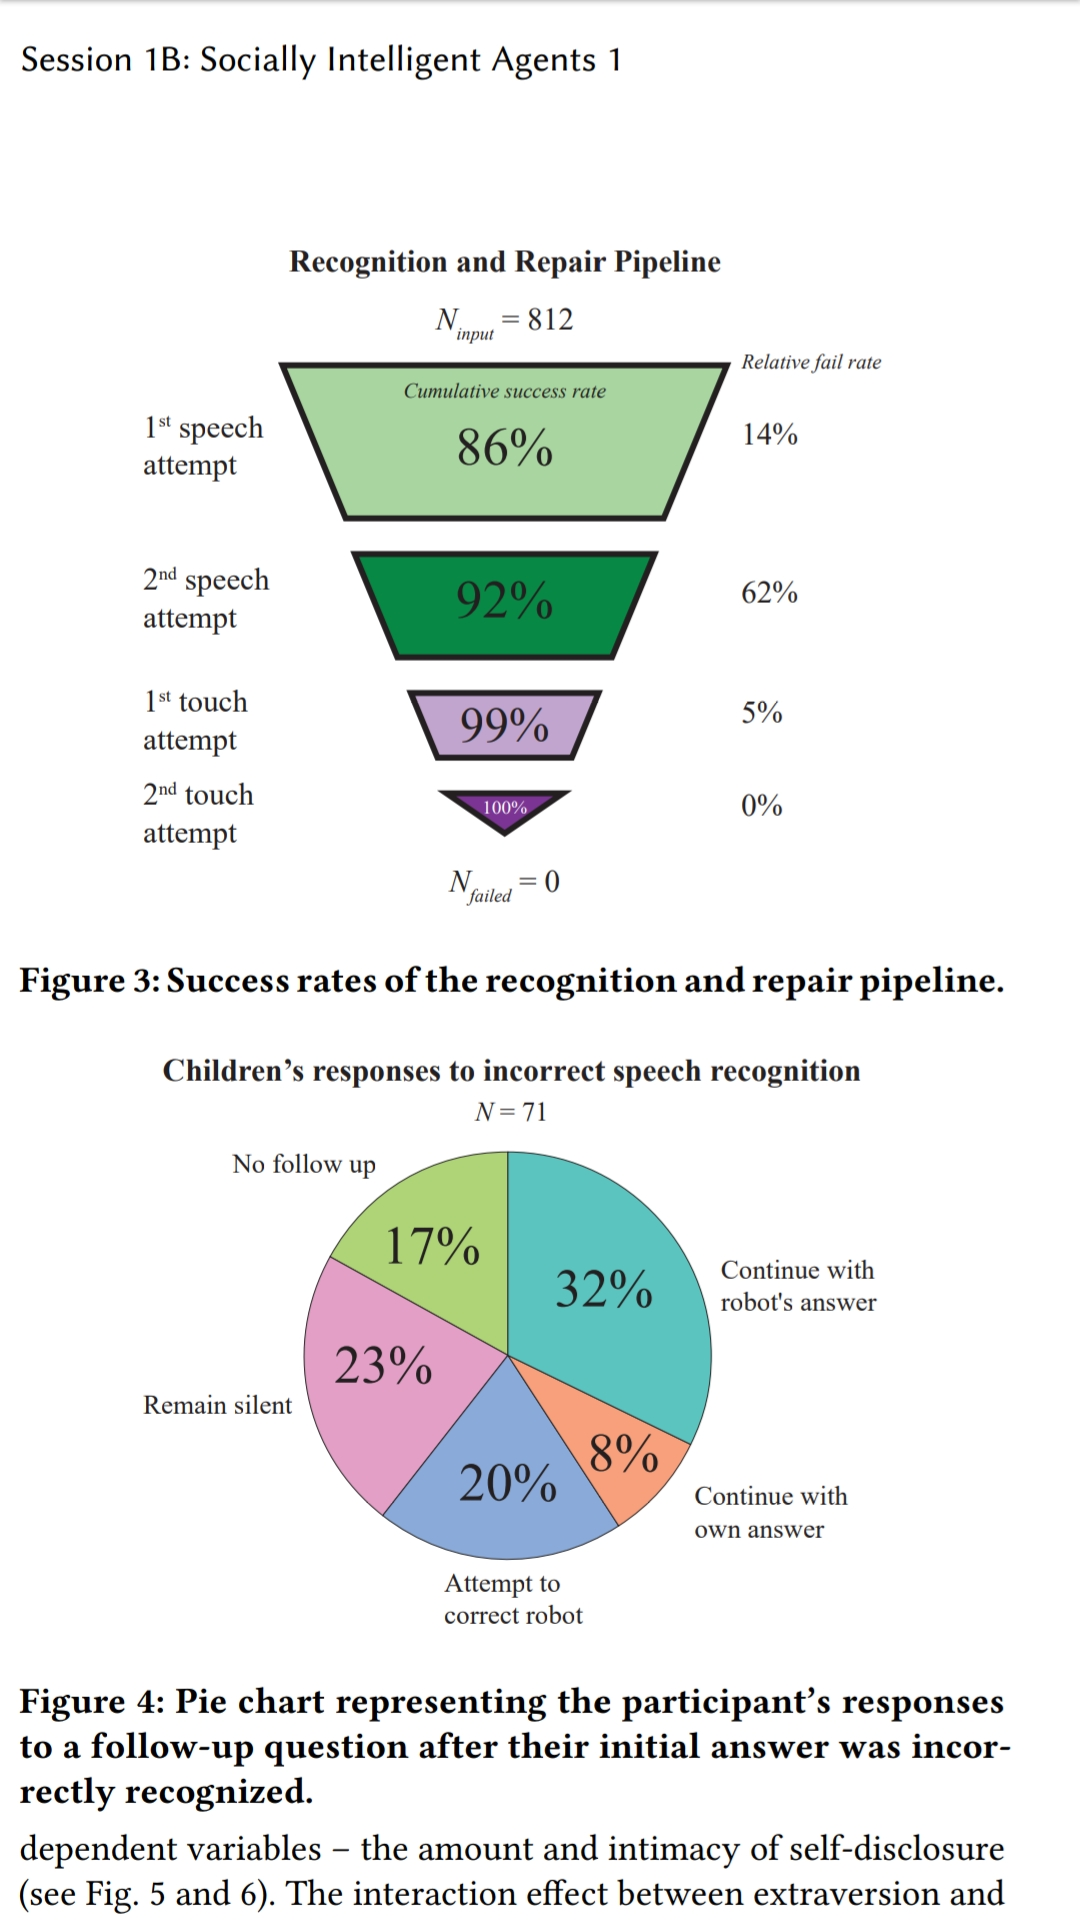 Session 1B: Socially Intelligent Agents 1
Recognition and Repair Pipeline
N input = 812
Relative fail rate
Cumulative success rate
1st speech
attempt
86%
14%
2nd speech
attempt
92%
62%
1st touch
attempt
99%
5%
2nd touch
attempt
100%
0%
N failed = 0
Figure 3: Success rates of the recognition and repair pipeline.
Children's responses to incorrect speech recognition
N = 71
No follow up
17%
32%
Continue with
robot's answer
23%
Remain silent
8%
20%
Continue with
own answer
Attempt to
correct robot
Figure 4: Pie chart representing the participant's responses
to a follow-up question after their initial answer was incor-
rectly recognized.
dependent variables – the amount and intimacy of self-disclosure
(see Fig. 5 and 6). The interaction effect between extraversion and